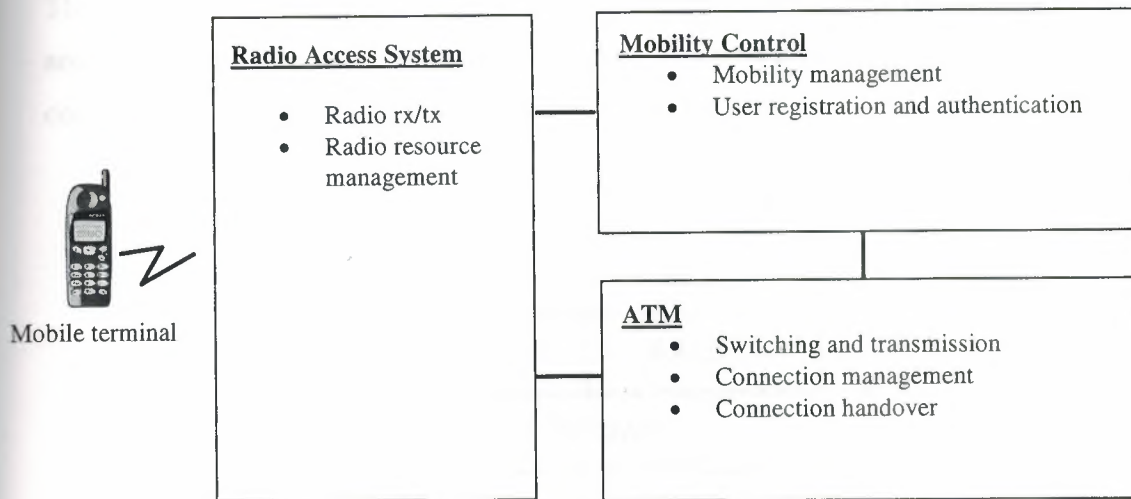 Radio Access System
• Radio rx/tx
• Radio resource
management
Mobility Control
• Mobility management
• User registration and authentication
Mobile terminal
ATM
• Switching and transmission
• Connection management
• Connection handover